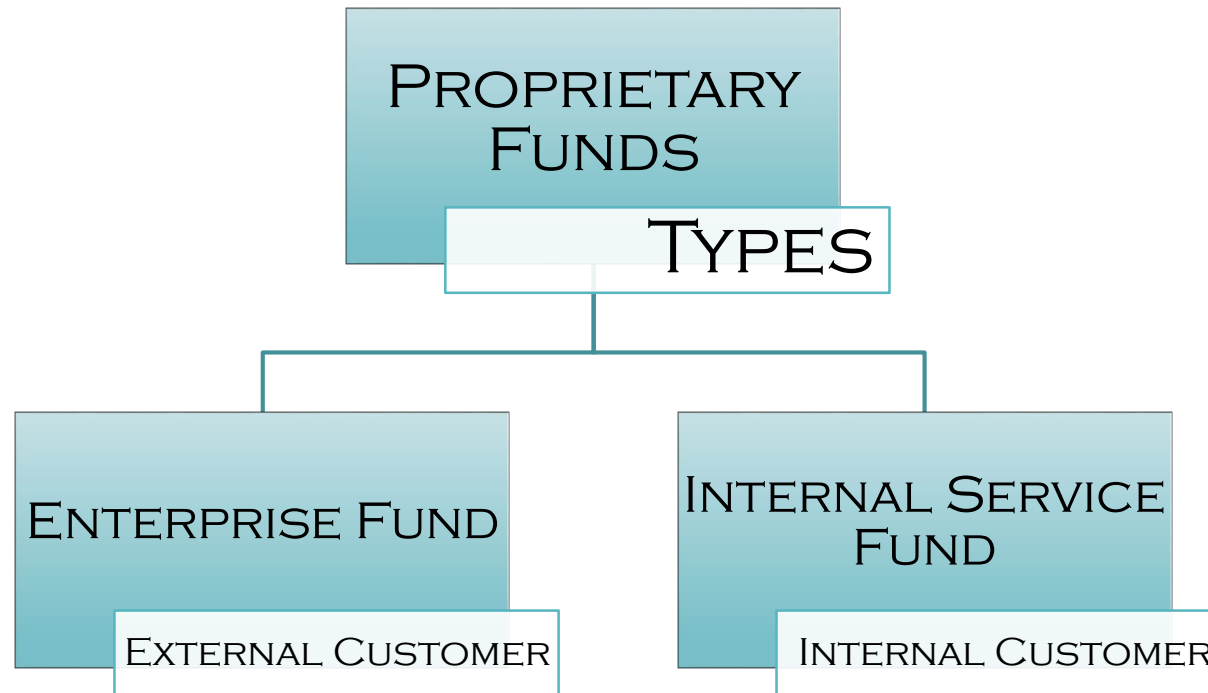 PROPRIETARY
FUNDS
TYPES
ENTERPRISE FUND
EXTERNAL CUSTOMER
INTERNAL SERVICE
FUND
INTERNAL CUSTOMER